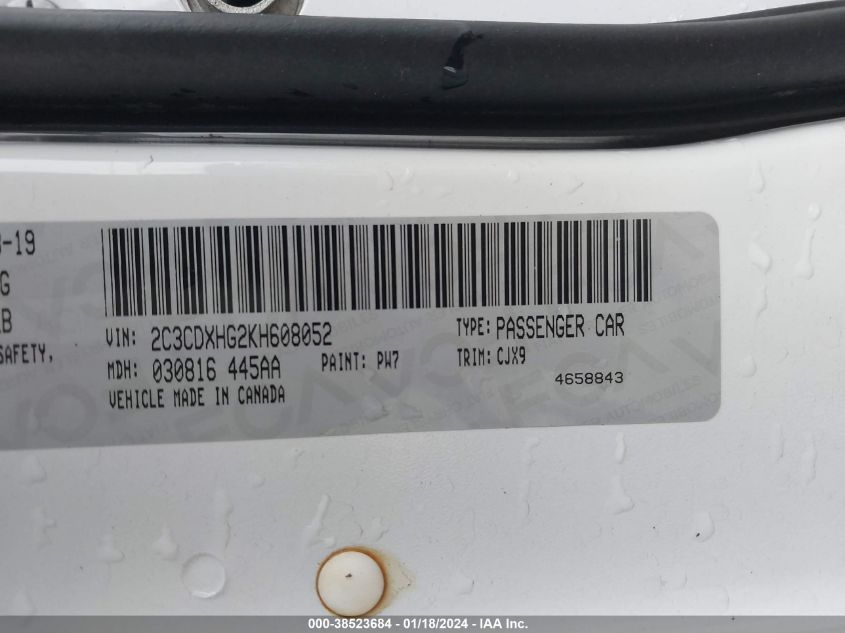 -19
G
B
SAFETY,
VIN: 2C3CDXHG2KH608052
TYPE: PASSENGER CAR
MDH: 030816 445AA
PAINT: PW7
TRIM: CJX9
VEHICLE MADE IN CANADA
4658843
000-38523684 - 01/18/2024 - IAA Inc.